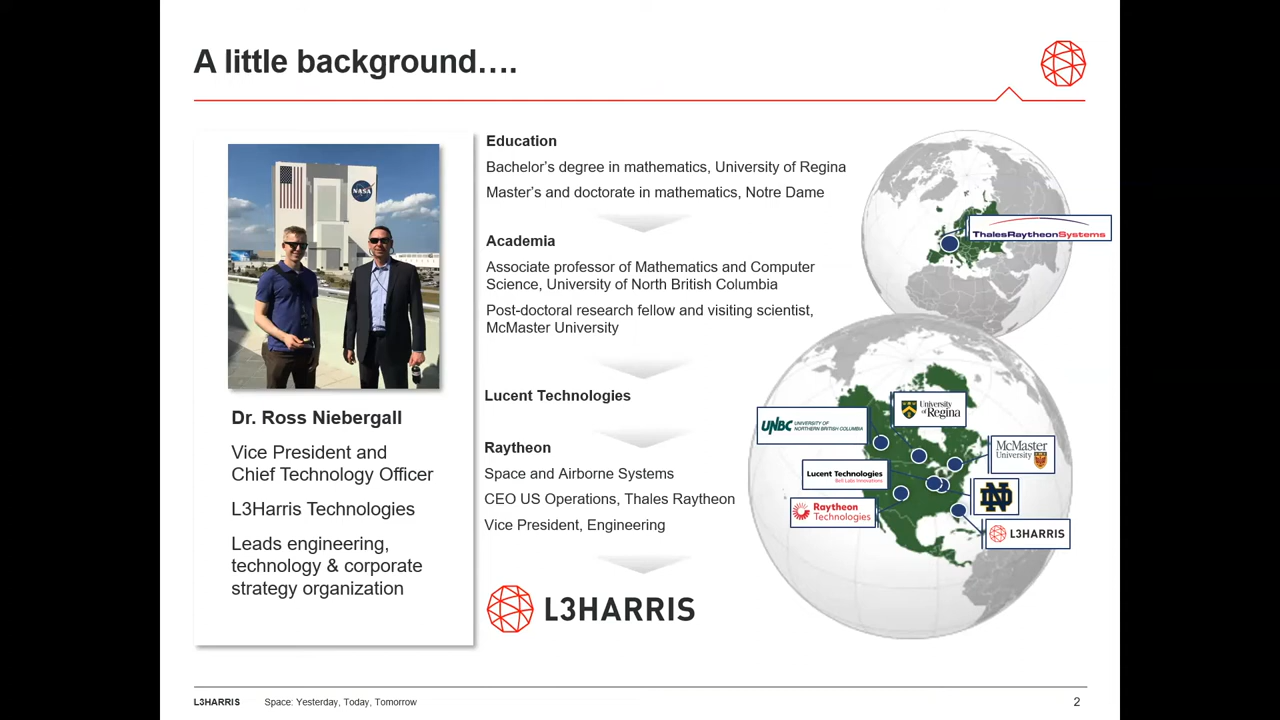 A little background….
NASA
Dr. Ross Niebergall
Vice President and
Chief Technology Officer
L3Harris Technologies
Leads engineering,
technology & corporate
strategy organization
Education
Bachelor's degree in mathematics, University of Regina
Master's and doctorate in mathematics, Notre Dame
Academia
Associate professor of Mathematics and Computer
Science, University of North British Columbia
Post-doctoral research fellow and visiting scientist,
McMaster University
Lucent Technologies
Raytheon
Space and Airborne Systems
CEO US Operations, Thales Raytheon
Vice President, Engineering
L3HARRIS
ThalesRaytheonSystems
University
of Regina
UNBC UNIVERSITY OF
NORTHERN BRITISH COLUMBIA
McMaster
University
Lucent Technologies
Bell Labs Innovations
ND
Raytheon
Technologies
L3HARRIS
L3HARRIS Space: Yesterday, Today, Tomorrow
2